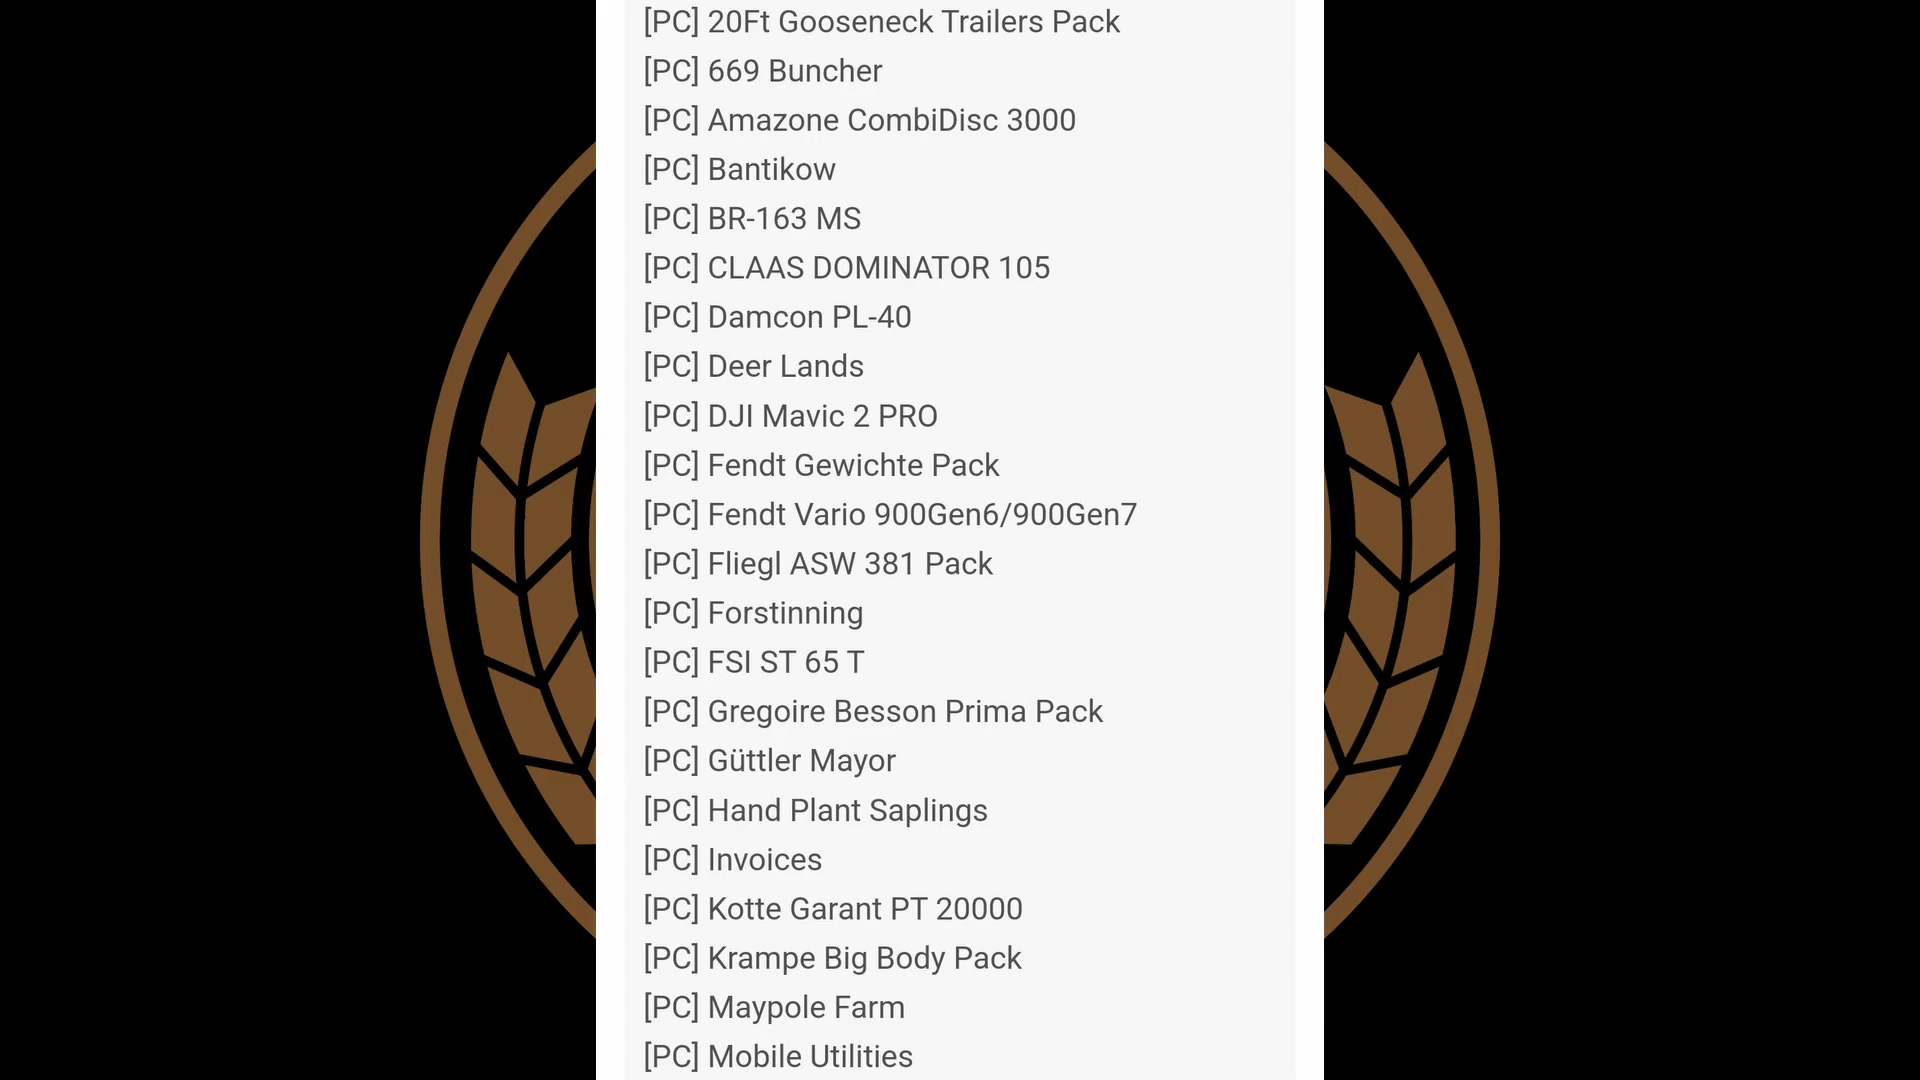 [PC] 20Ft Gooseneck Trailers Pack
[PC] 669 Buncher
[PC] Amazone CombiDisc 3000
[PC] Bantikow
[PC] BR-163 MS
[PC] CLAAS DOMINATOR 105
[PC] Damcon PL-40
[PC] Deer Lands
[PC] DJI Mavic 2 PRO
[PC] Fendt Gewichte Pack
[PC] Fendt Vario 900Gen6/900Gen7
[PC] Fliegl ASW 381 Pack
[PC] Forstinning
[PC] FSI ST 65 T
[PC] Gregoire Besson Prima Pack
[PC] Güttler Mayor
[PC] Hand Plant Saplings
[PC] Invoices
[PC] Kotte Garant PT 20000
[PC] Krampe Big Body Pack
[PC] Maypole Farm
[PC] Mobile Utilities